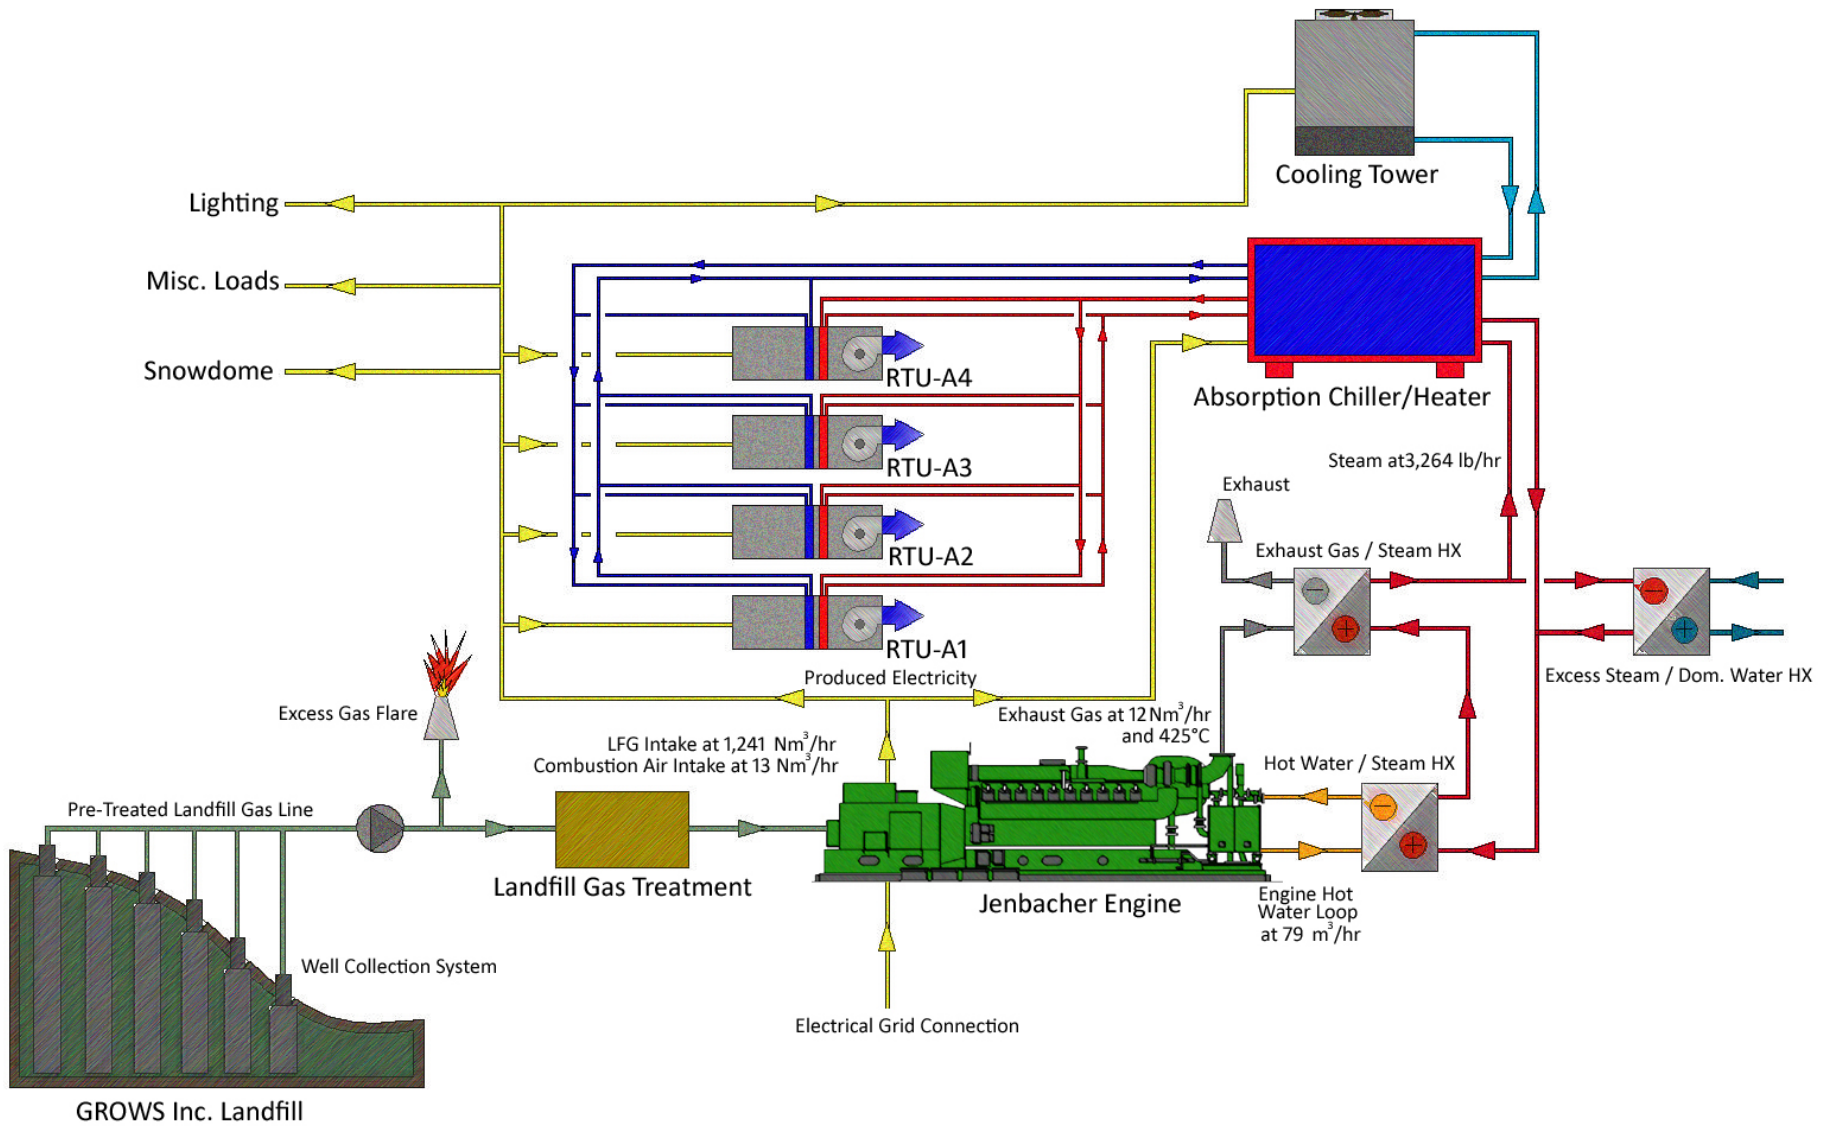 Cooling Tower
Lighting
Misc. Loads
Snowdome
RTU-A4
Absorption Chiller/Heater
RTU-A3
Steam at3,264 lb/hr
Exhaust
RTU-A2
Exhaust Gas / Steam HX
RTU-A1
Produced Electricity
Excess Steam / Dom. Water HX
Excess Gas Flare
Exhaust Gas at 12 Nm³/hr
and 425°C
LFG Intake at 1,241 Nm³/hr
Combustion Air Intake at 13 Nm³/hr
Hot Water / Steam HX
Pre-Treated Landfill Gas Line
Landfill Gas Treatment
Jenbacher Engine
Engine Hot
Water Loop
at 79 m³/hr
Well Collection System
Electrical Grid Connection
GROWS Inc. Landfill